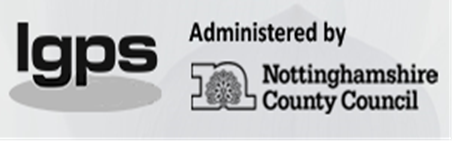 lgps
Administered by
Nottinghamshire
County Council